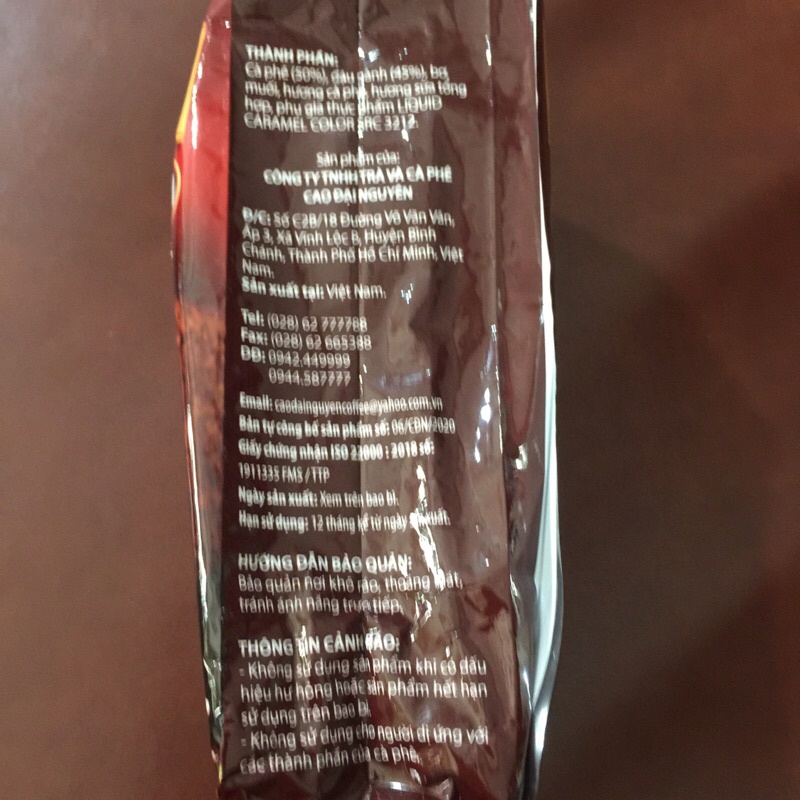 THÀNH PHẦN:
Cà phê (50%), đậu nành (45%), bơ,
muối, hương cà phê, hương sữa tổng
hợp, phụ gia thực phẩm LIQUID
CARAMEL COLOR SRC 3212.
Sản phẩm của:
CÔNG TY TNHH TRÀ VÀ CÀ PHÊ
CAO ĐẠI NGUYÊN
Đ/C: Số C2B/18 Đường Võ Văn Vân,
Ấp 3, Xã Vĩnh Lộc B, Huyện Bình
Chánh, Thành Phố Hồ Chí Minh, Việt
Nam.
Sản xuất tại: Việt Nam.
Tel: (028) 62 777788
Fax: (028) 62 665388
DĐ: 0942.449999
0944.587777
Email: caodainguyencoffee@yahoo.com.vn
Bản tự công bố sản phẩm số: 06/CDN/2020
Giấy chứng nhận ISO 22000 : 2018 số:
1911335 FMS / TTP
Ngày sản xuất: Xem trên bao bì.
Hạn sử dụng: 12 tháng kể từ ngày sản xuất.
HƯỚNG DẪN BẢO QUẢN:
Bảo quản nơi khô ráo, thoáng mát,
tránh ánh nắng trực tiếp.
THÔNG TIN CẢNH BÁO:
- Không sử dụng sản phẩm khi có dấu
hiệu hư hỏng hoặc sản phẩm hết hạn
sử dụng trên bao bì.
- Không sử dụng cho người dị ứng với
các thành phần của cà phê.